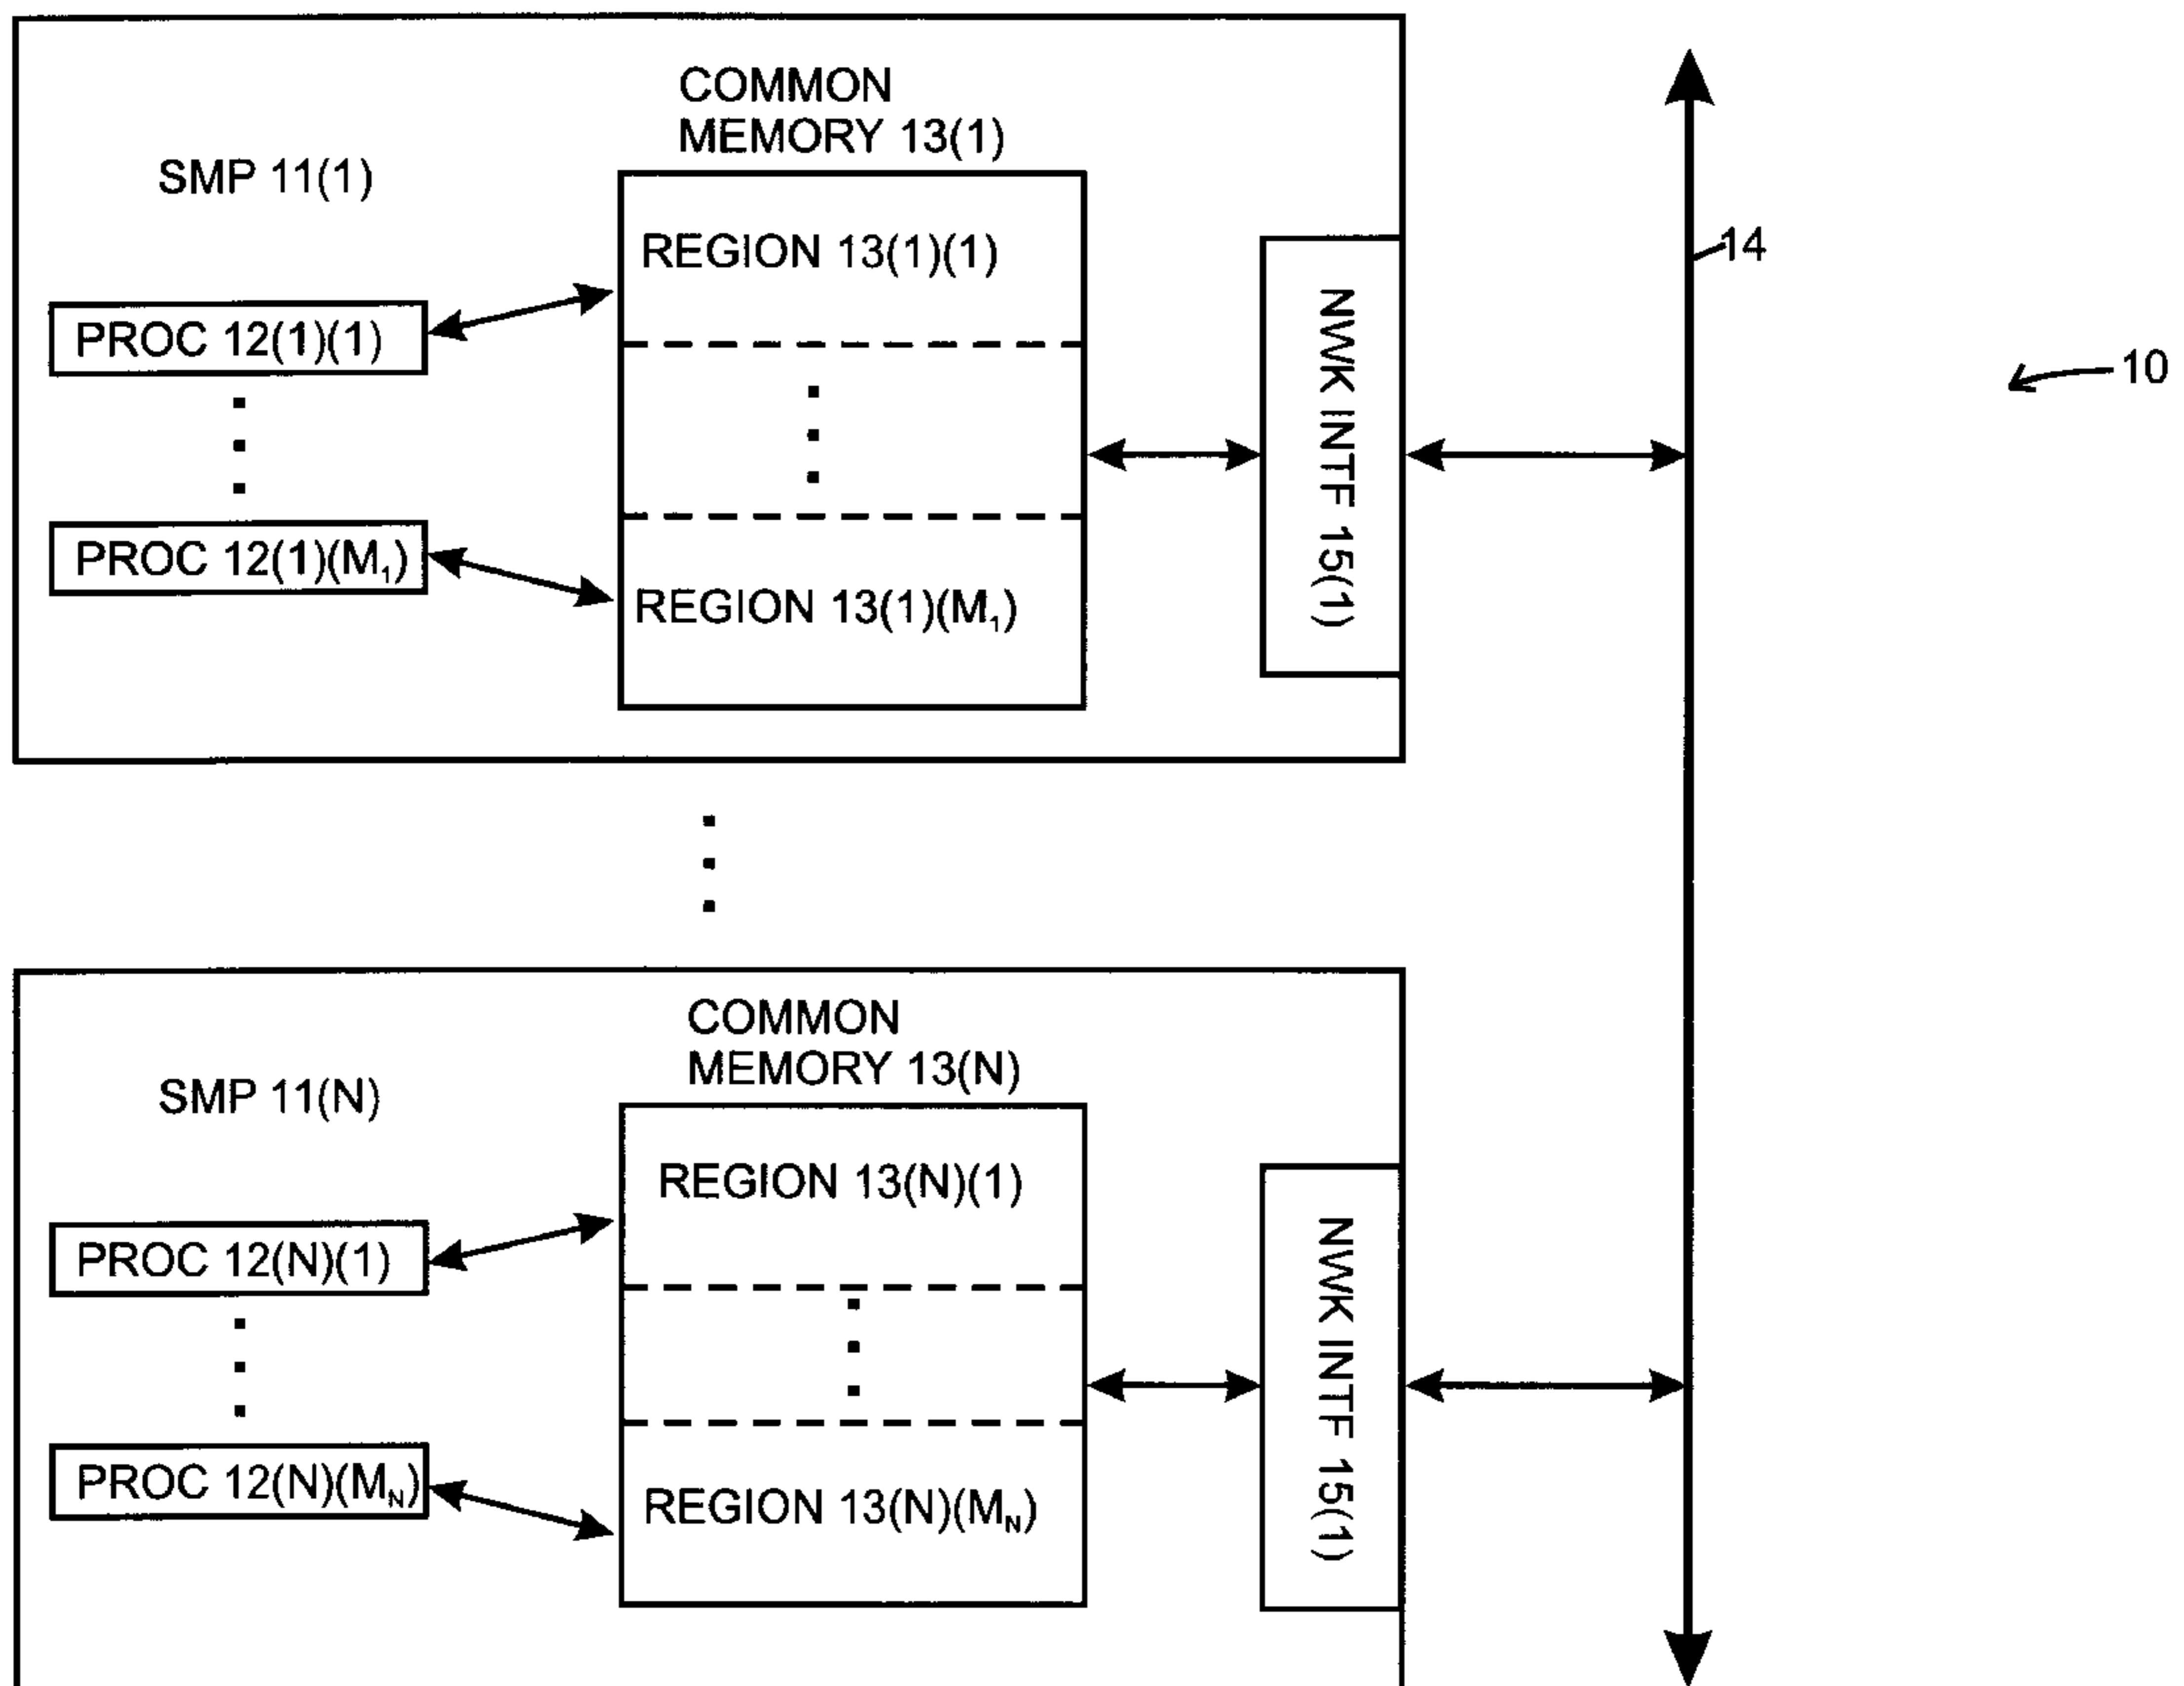 COMMON
MEMORY 13(1)
SMP 11(1)
REGION 13(1)(1)
PROC 12(1)(1)
PROC 12(1)(M₁)
REGION 13(1)(M₁)
NWK INTF 15(1)
14
10
COMMON
MEMORY 13(N)
SMP 11(N)
REGION 13(N)(1)
PROC 12(N)(1)
PROC 12(N)(M_N)
REGION 13(N)(M_N)
NWK INTF 15(1)